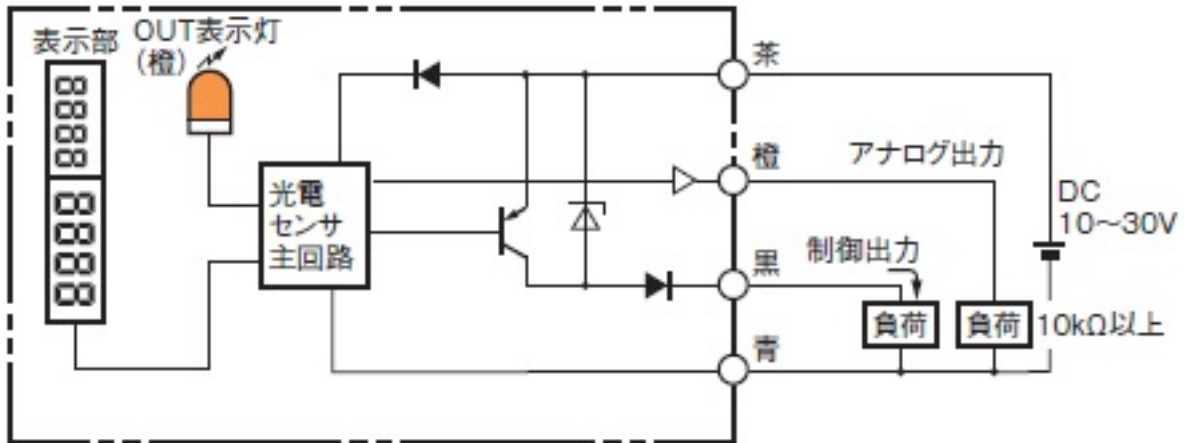 表示部
OUT表示灯
(橙)
8888
8888
光電
センサ
主回路
茶
橙
黒
青
アナログ出力
制御出力
DC
10～30V
負荷
負荷
10kΩ以上